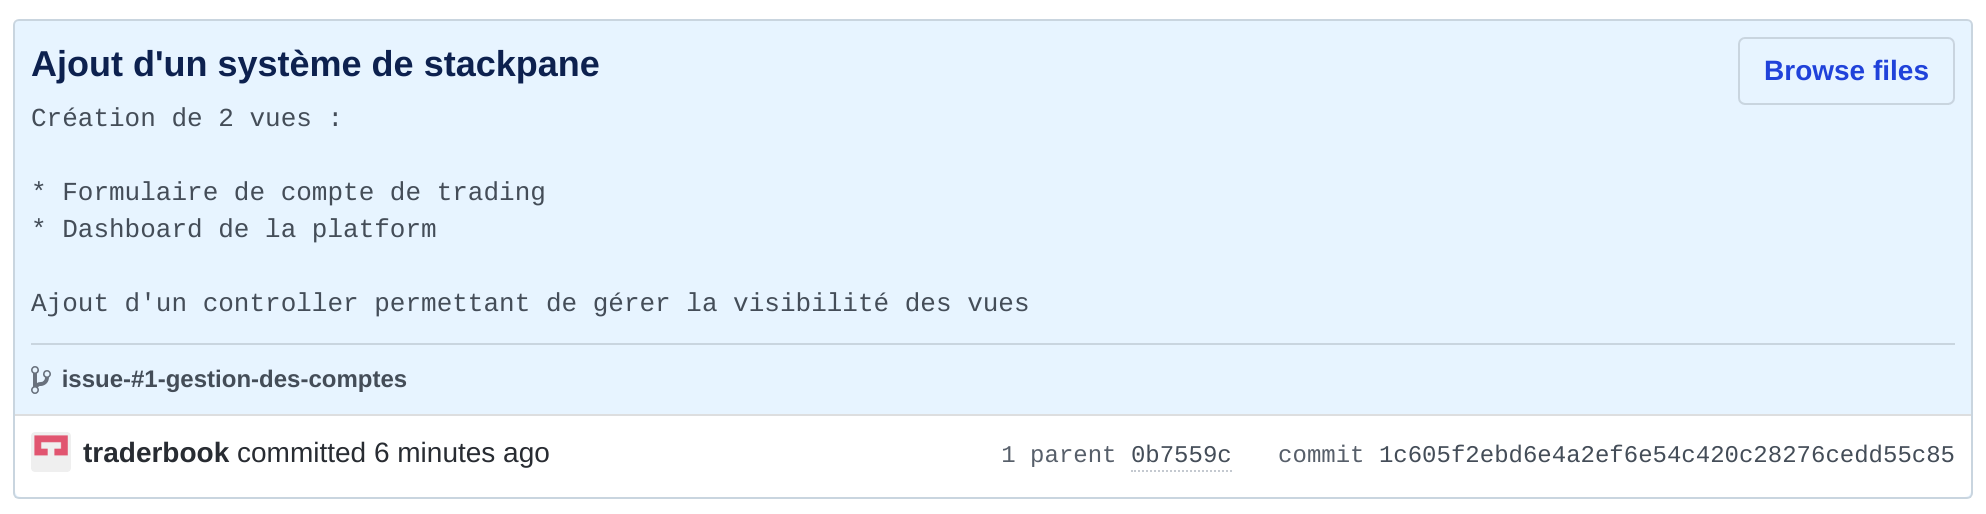 Ajout d'un système de stackpane
Browse files
Création de 2 vues :
* Formulaire de compte de trading
* Dashboard de la platform
Ajout d'un controller permettant de gérer la visibilité des vues
issue-#1-gestion-des-comptes
traderbook committed 6 minutes ago
1 parent 0b7559c commit 1c605f2ebd6e4a2ef6e54c420c28276cedd55c85